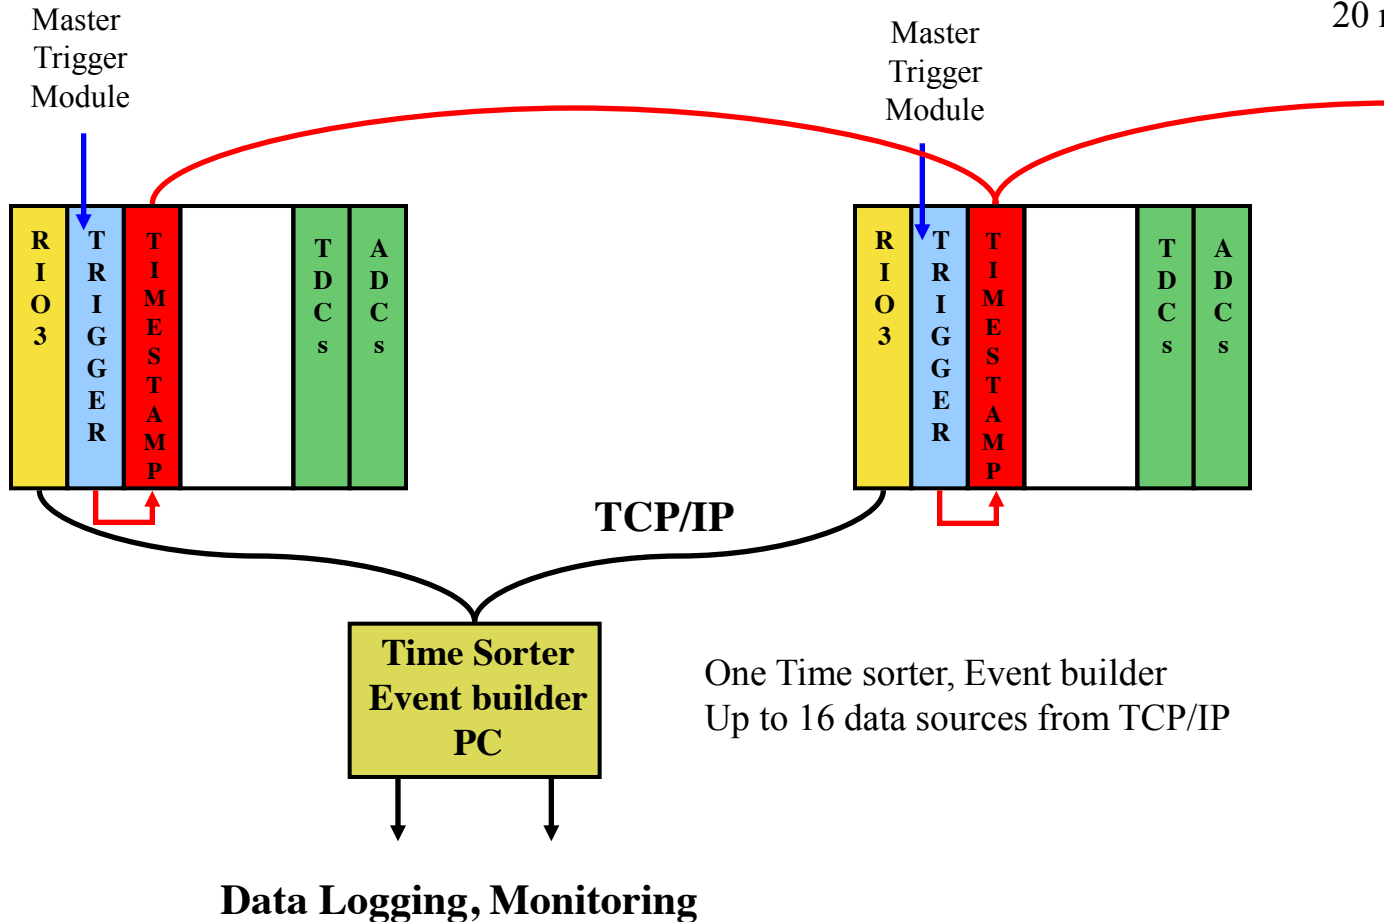 Master
Trigger
Module
Master
Trigger
Module
20
RIO3
TRIGGER
TIMESTAMP
TDCs
ADCs
RIO3
TRIGGER
TIMESTAMP
TDCs
ADCs
TCP/IP
Time Sorter
Event builder
PC
One Time sorter, Event builder
Up to 16 data sources from TCP/IP
Data Logging, Monitoring